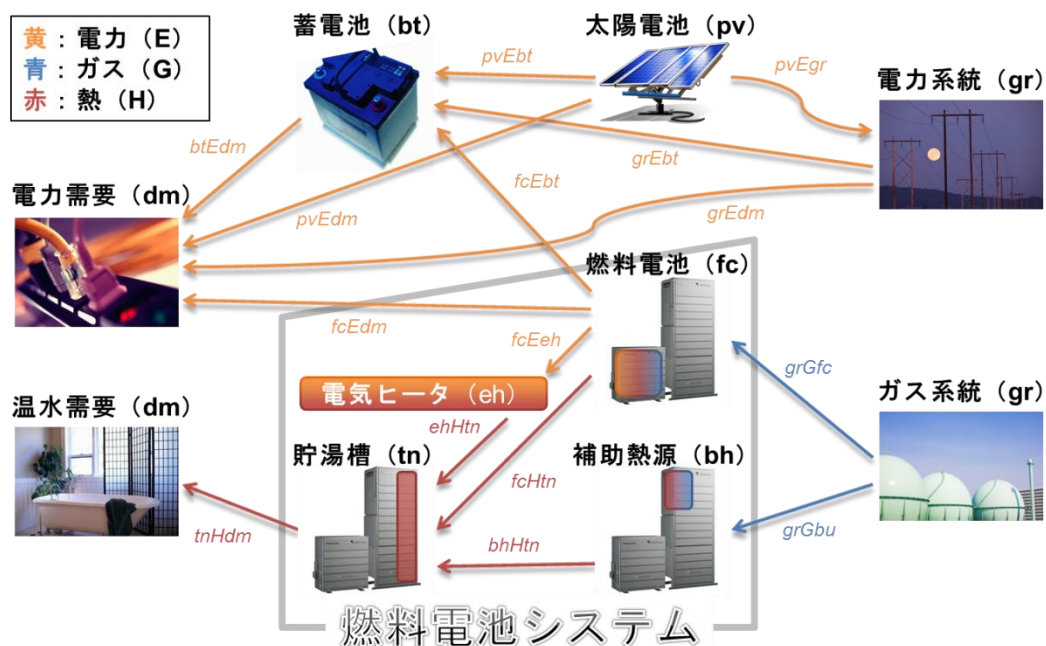 黄：電力（E）
青：ガス（G）
赤：熱（H）
蓄電池（bt）
太陽電池（pv）
電力系統（gr）
pvEbt
pvEgr
btEdm
grEbt
fcEbt
電力需要（dm）
pvEdm
grEdm
燃料電池（fc）
fcEdm
fcEeh
grGfc
電気ヒータ（eh）
ガス系統（gr）
温水需要（dm）
ehHtn
貯湯槽（tn）
補助熱源（bh）
fcHtn
tnHdm
bhHtn
grGbu
燃料電池システム